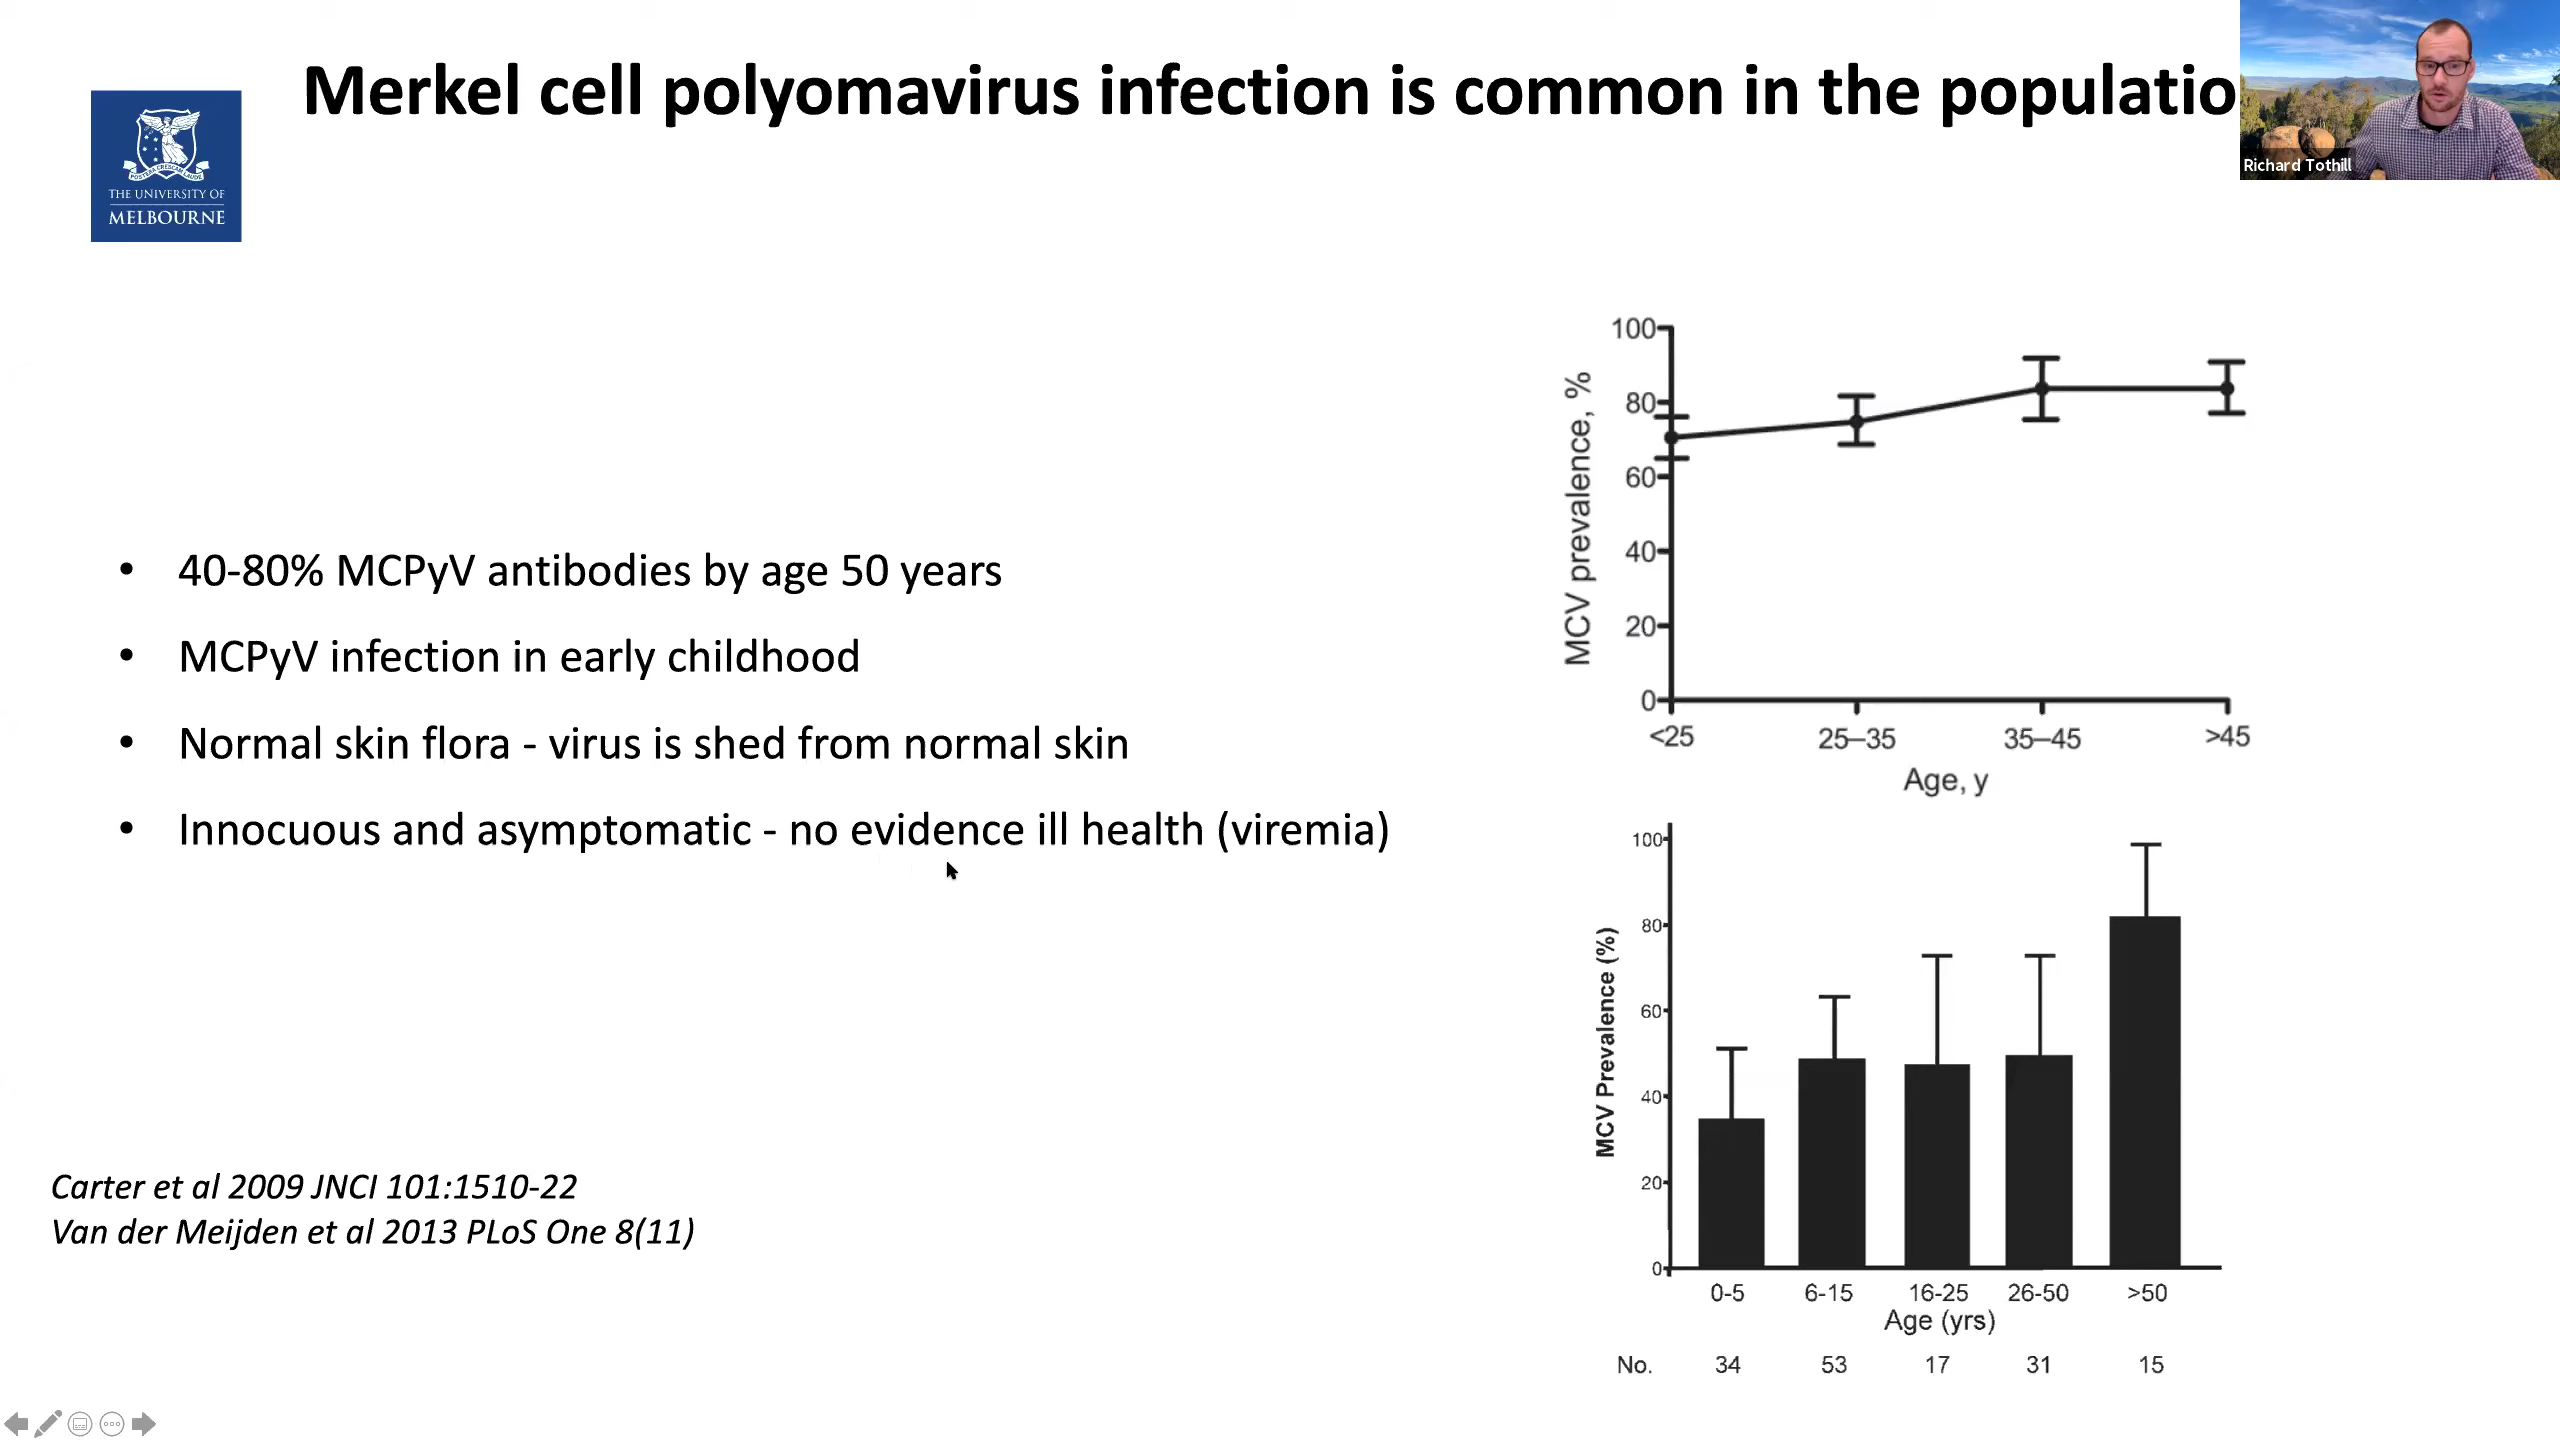 Merkel cell polyomavirus infection is common in the populatio
Richard Tothill
POSTERA CRESCAM LAUDE
THE UNIVERSITY OF
MELBOURNE
• 40-80% MCPyV antibodies by age 50 years
• MCPyV infection in early childhood
• Normal skin flora - virus is shed from normal skin
• Innocuous and asymptomatic - no evidence ill health (viremia)
Carter et al 2009 JNCI 101:1510-22
Van der Meijden et al 2013 PLoS One 8(11)
MCV prevalence, %
100
80
60
40
20
0
<25 25–35 35–45 >45
Age, y
MCV Prevalence (%)
100
80
60
40
20
0
0-5 6-15 16-25 26-50 >50
Age (yrs)
No. 34 53 17 31 15